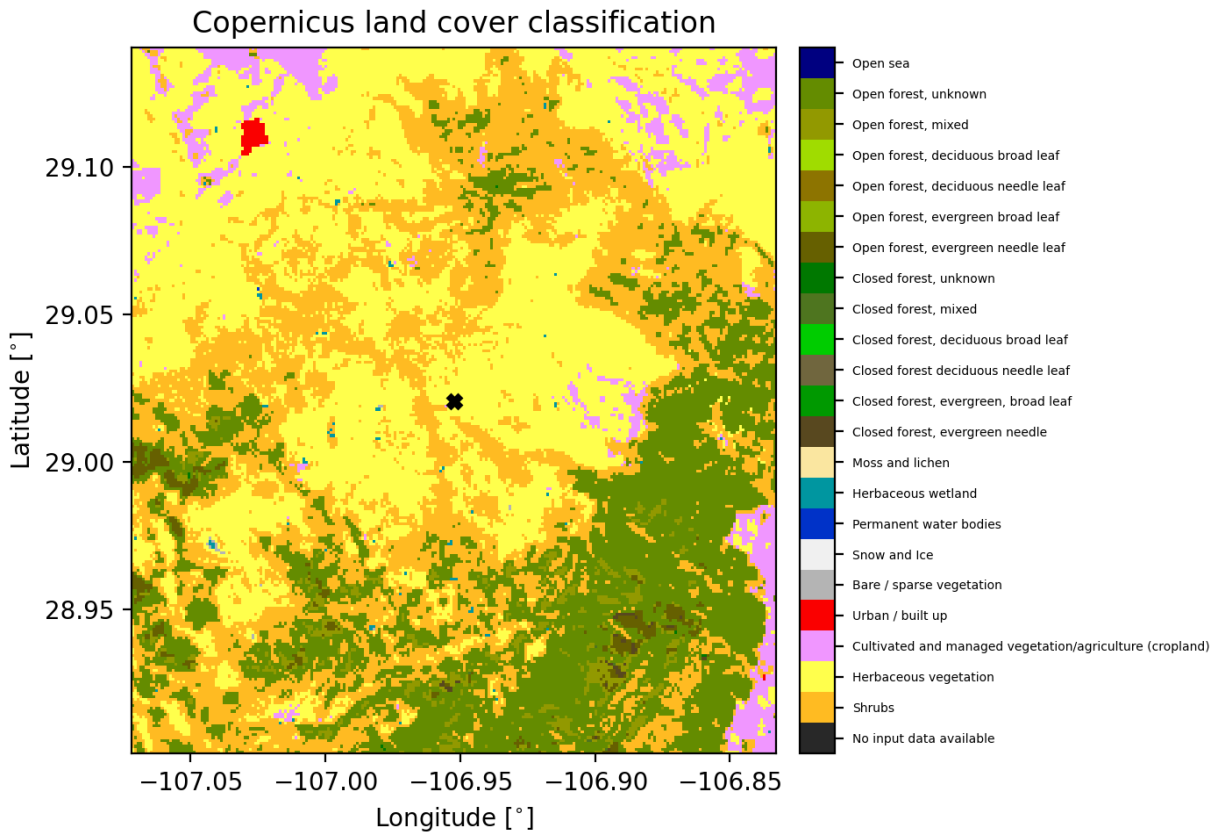 Copernicus land cover classification
29.10
29.05
29.00
28.95
Latitude [°]
−107.05
−107.00
−106.95
−106.90
−106.85
Longitude [°]
Open sea
Open forest, unknown
Open forest, mixed
Open forest, deciduous broad leaf
Open forest, deciduous needle leaf
Open forest, evergreen broad leaf
Open forest, evergreen needle leaf
Closed forest, unknown
Closed forest, mixed
Closed forest, deciduous broad leaf
Closed forest deciduous needle leaf
Closed forest, evergreen, broad leaf
Closed forest, evergreen needle
Moss and lichen
Herbaceous wetland
Permanent water bodies
Snow and Ice
Bare / sparse vegetation
Urban / built up
Cultivated and managed vegetation/agriculture (cropland)
Herbaceous vegetation
Shrubs
No input data available